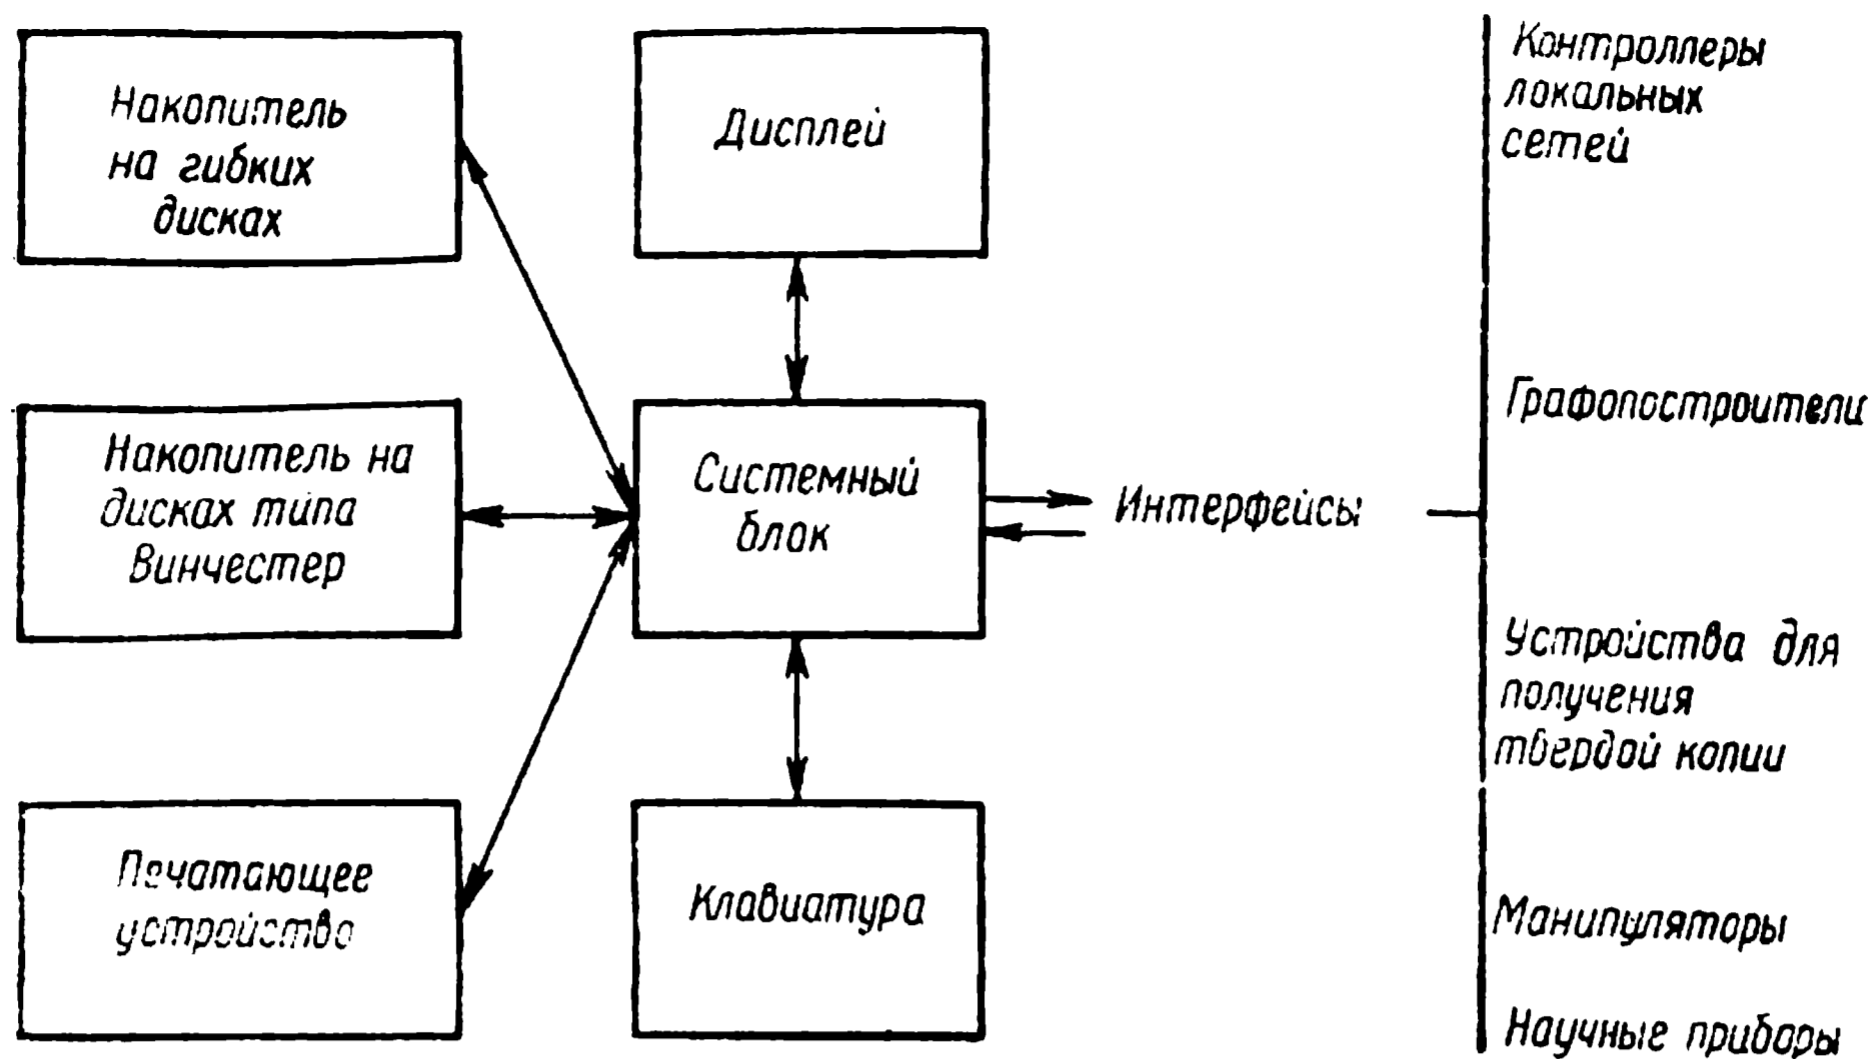 Накопитель
на гибких
дисках
Дисплей
Контроллеры
локальных
сетей
Накопитель на
дисках типа
Винчестер
Системный
блок
Интерфейсы
Графопостроители
Устройства для
получения
твердой копии
Печатающее
устройство
Клавиатура
Манипуляторы
Научные приборы